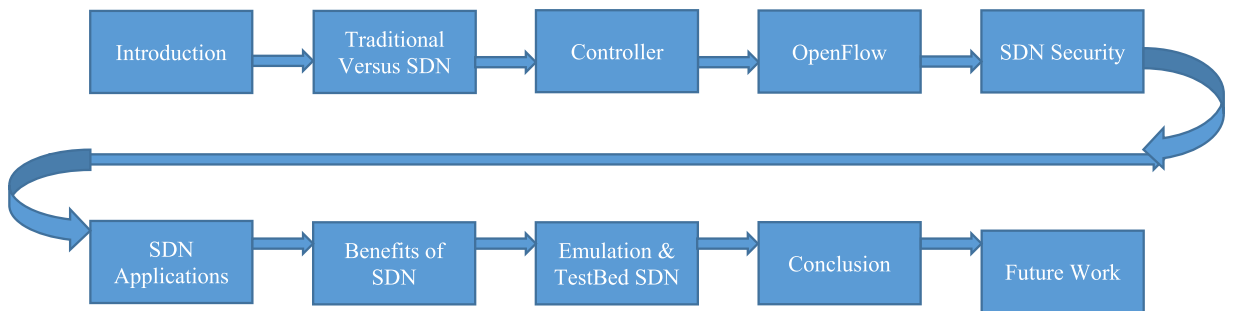 Introduction
Traditional
Versus SDN
Controller
OpenFlow
SDN Security
SDN
Applications
Benefits of
SDN
Emulation &
TestBed SDN
Conclusion
Future Work